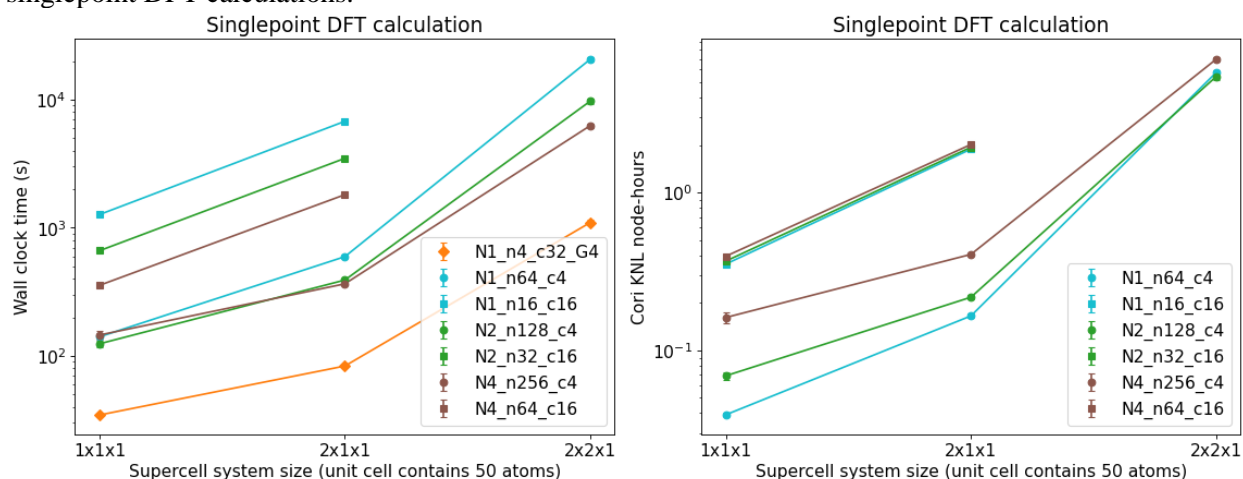 singlepoint DFT calculations.
Singlepoint DFT calculation
Wall clock time (s)
10^4
10^3
10^2
1x1x1
2x1x1
2x2x1
Supercell system size (unit cell contains 50 atoms)
N1_n4_c32_G4
N1_n64_c4
N1_n16_c16
N2_n128_c4
N2_n32_c16
N4_n256_c4
N4_n64_c16
Singlepoint DFT calculation
Cori KNL node-hours
10^0
10^-1
1x1x1
2x1x1
2x2x1
Supercell system size (unit cell contains 50 atoms)
N1_n64_c4
N1_n16_c16
N2_n128_c4
N2_n32_c16
N4_n256_c4
N4_n64_c16